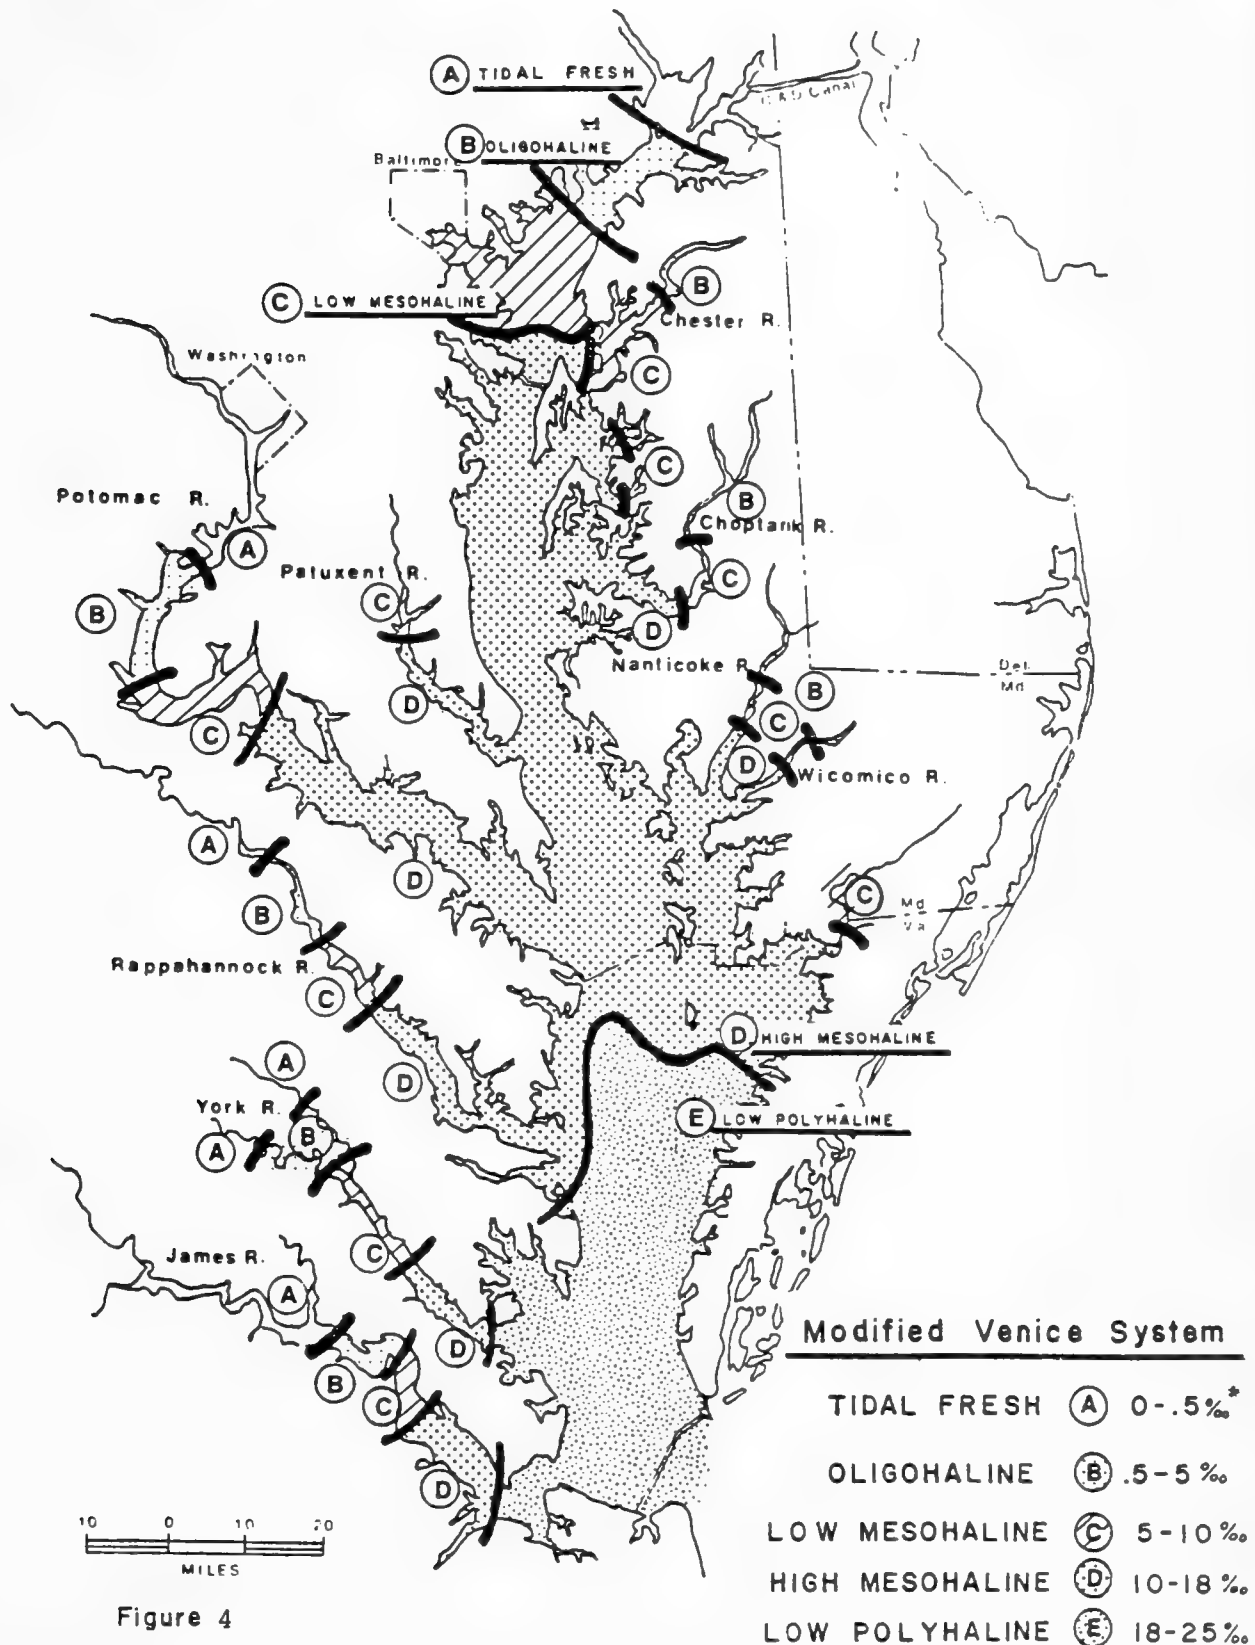 A TIDAL FRESH
C & D Canal
B OLIGOHALINE
Baltimore
B
C LOW MESOHALINE
Chester R.
Washington
C
C
Potomac R.
B
Choptank R.
A
Patuxent R.
C
C
B
D
Nanticoke R.
Del
Md
B
D
C
C
D
Wicomico R.
A
D
C
Md
Va
B
Rappahannock R.
C
D HIGH MESOHALINE
A
D
York R.
E LOW POLYHALINE
B
A
C
James R.
A
D
B
C
D
Modified Venice System
TIDAL FRESH A 0-.5‰*
OLIGOHALINE B .5-5‰
LOW MESOHALINE C 5-10‰
HIGH MESOHALINE D 10-18‰
LOW POLYHALINE E 18-25‰
10 0 10 20
MILES
Figure 4